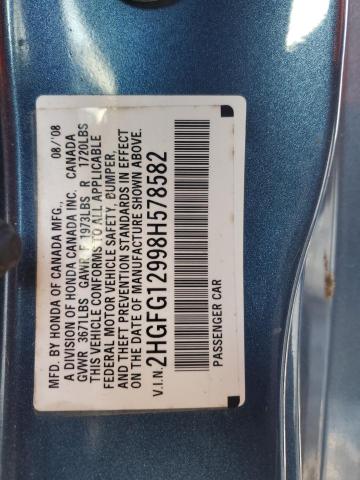 MFD. BY HONDA OF CANADA MFG., 08/'08
A DIVISION OF HONDA CANADA INC. CANADA
GVWR 3671LBS GAWR F 1973LBS R 1720LBS
THIS VEHICLE CONFORMS TO ALL APPLICABLE
FEDERAL MOTOR VEHICLE SAFETY, BUMPER,
AND THEFT PREVENTION STANDARDS IN EFFECT
ON THE DATE OF MANUFACTURE SHOWN ABOVE.
V.I.N. 2HGFG12998H578582
PASSENGER CAR